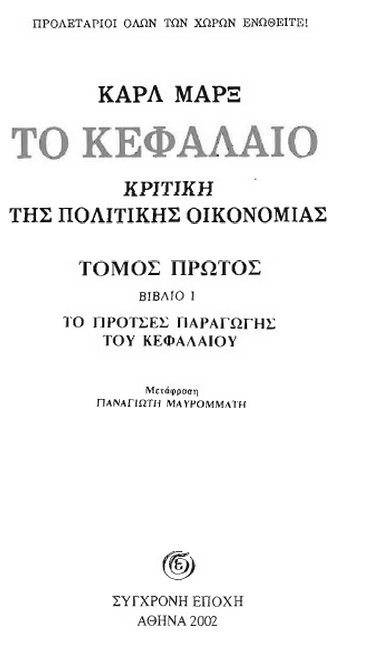 ΠΡΟΛΕΤΑΡΙΟΙ ΟΛΩΝ ΤΩΝ ΧΩΡΩΝ ΕΝΩΘΕΙΤΕ!
ΚΑΡΛ ΜΑΡΞ
ΤΟ ΚΕΦΑΛΑΙΟ
ΚΡΙΤΙΚΗ
ΤΗΣ ΠΟΛΙΤΙΚΗΣ ΟΙΚΟΝΟΜΙΑΣ
ΤΟΜΟΣ ΠΡΩΤΟΣ
ΒΙΒΛΙΟ Ι
ΤΟ ΠΡΟΤΣΕΣ ΠΑΡΑΓΩΓΗΣ
ΤΟΥ ΚΕΦΑΛΑΙΟΥ
Μετάφραση
ΠΑΝΑΓΙΩΤΗ ΜΑΥΡΟΜΜΑΤΗ
ε
ΣΥΓΧΡΟΝΗ ΕΠΟΧΗ
ΑΘΗΝΑ 2002